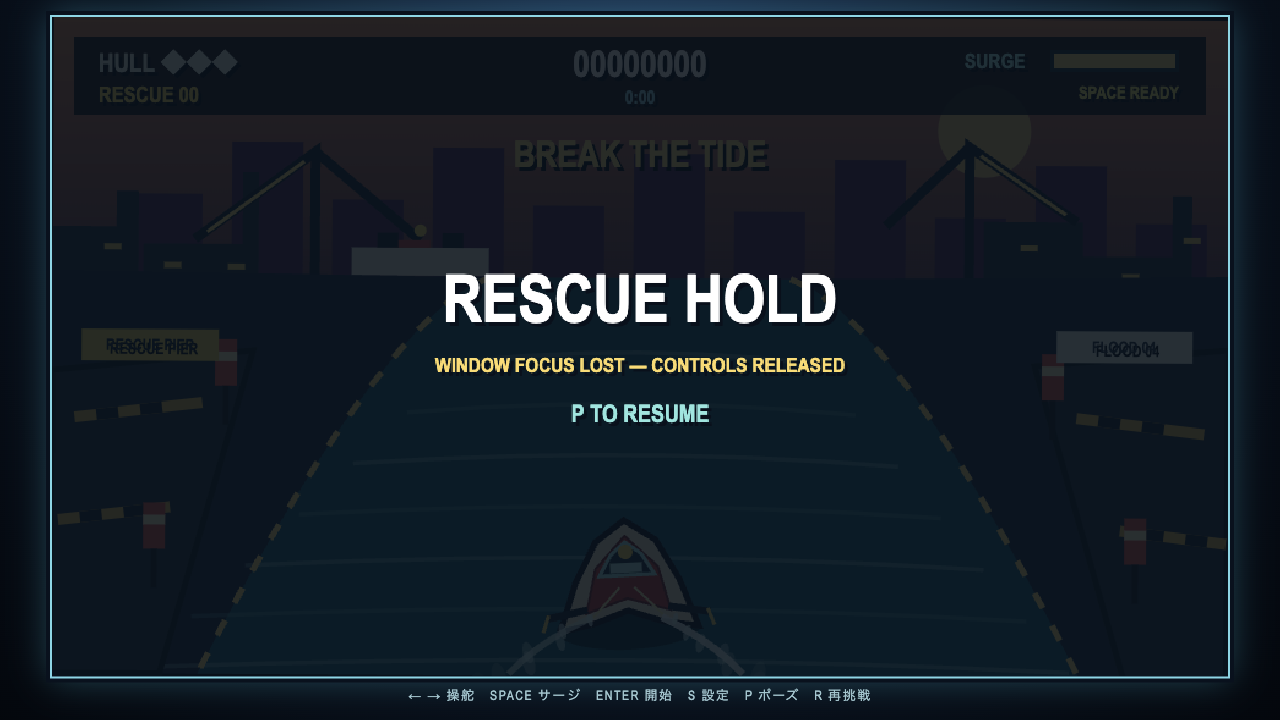 HULL
00000000
SURGE
RESCUE 00
0:00
SPACE READY
BREAK THE TIDE
RESCUE HOLD
RESCUE PIER
FLOOD 04
WINDOW FOCUS LOST — CONTROLS RELEASED
P TO RESUME
← → 操舵 SPACE サージ ENTER 開始 S 設定 P ポーズ R 再挑戦